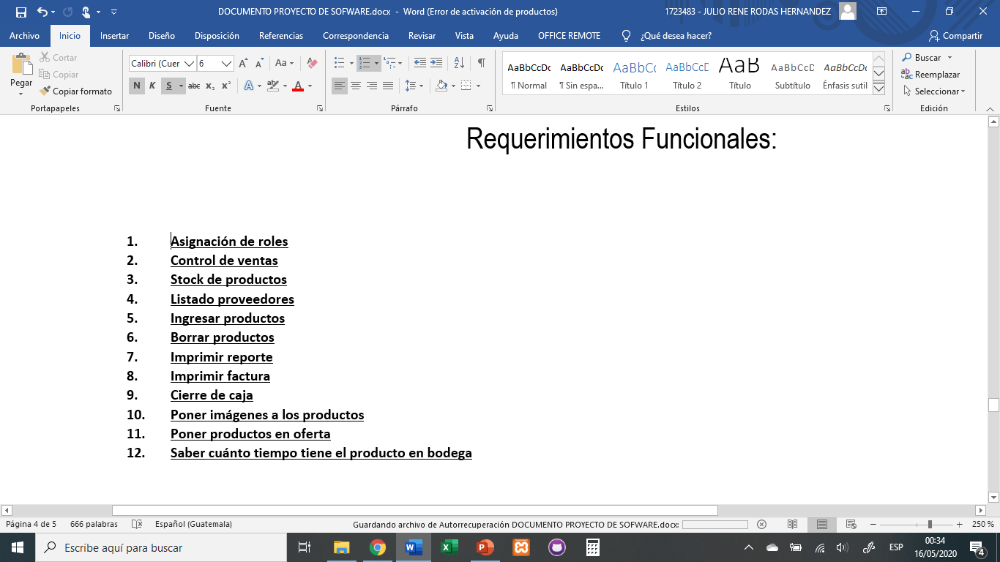 DOCUMENTO PROYECTO DE SOFWARE.docx - Word (Error de activación de productos)
1723483 - JULIO RENE RODAS HERNANDEZ
Archivo Inicio Insertar Diseño Disposición Referencias Correspondencia Revisar Vista Ayuda OFFICE REMOTE ¿Qué desea hacer? Compartir
Pegar
Cortar
Copiar
Copiar formato
Portapapeles
Calibri (Cuer 6
N K S abc x₂ x²
Fuente
Párrafo
AaBbCcDc AaBbCcDc AaBbCc AaBbCcD AaB AaBbCcD AaBbCcDc
¶ Normal ¶ Sin espa... Título 1 Título 2 Título Subtítulo Énfasis sutil
Estilos
Buscar
Reemplazar
Seleccionar
Edición
Requerimientos Funcionales:
1. Asignación de roles
2. Control de ventas
3. Stock de productos
4. Listado proveedores
5. Ingresar productos
6. Borrar productos
7. Imprimir reporte
8. Imprimir factura
9. Cierre de caja
10. Poner imágenes a los productos
11. Poner productos en oferta
12. Saber cuánto tiempo tiene el producto en bodega
Página 4 de 5 666 palabras Español (Guatemala) Guardando archivo de Autorrecuperación DOCUMENTO PROYECTO DE SOFWARE.docx: 250 %
Escribe aquí para buscar
ESP
00:34
16/05/2020
4